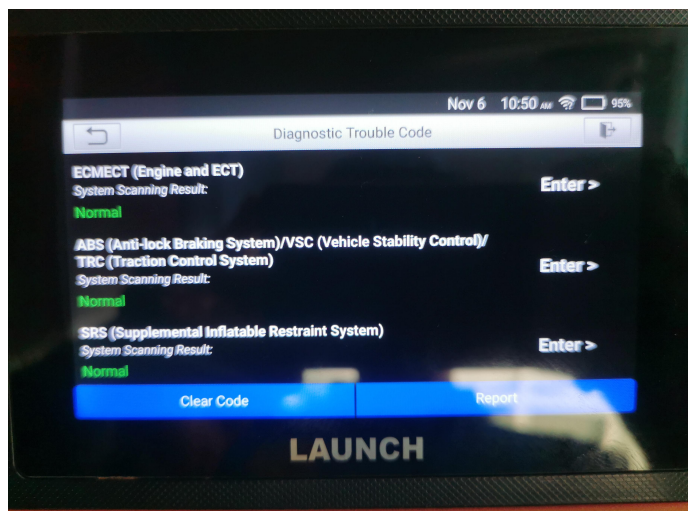 Nov 6 10:50 AM 95%
Diagnostic Trouble Code
ECMECT (Engine and ECT)
System Scanning Result:
Normal
Enter >
ABS (Anti-lock Braking System)/VSC (Vehicle Stability Control)/
TRC (Traction Control System)
System Scanning Result:
Normal
Enter >
SRS (Supplemental Inflatable Restraint System)
System Scanning Result:
Normal
Enter >
Clear Code
Report
LAUNCH